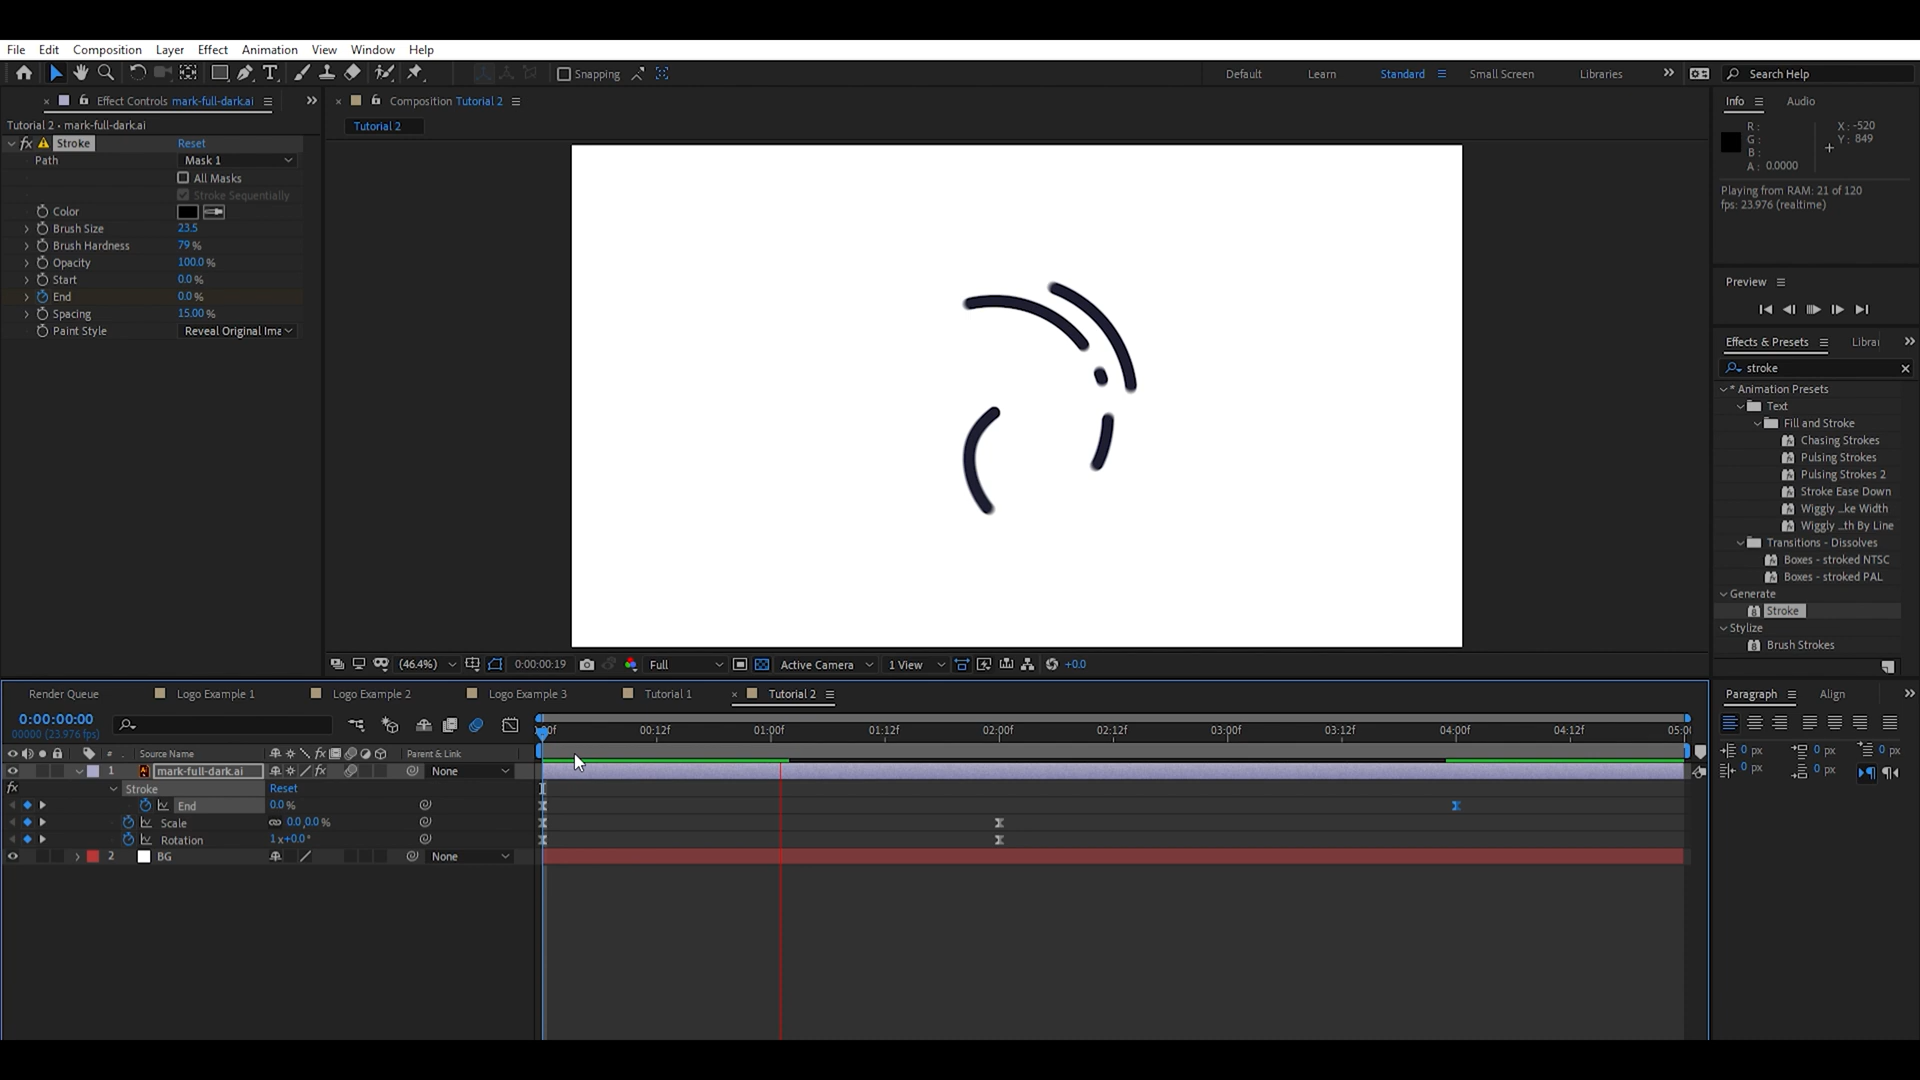 File Edit Composition Layer Effect Animation View Window Help
Snapping
Default Learn Standard Small Screen Libraries
Search Help
Effect Controls mark-full-dark.ai
Tutorial 2 • mark-full-dark.ai
fx Stroke Reset
Path Mask 1
All Masks
Stroke Sequentially
Color
Brush Size 23.5
Brush Hardness 79 %
Opacity 100.0 %
Start 0.0 %
End 0.0 %
Spacing 15.00 %
Paint Style Reveal Original Ima
Composition Tutorial 2
Tutorial 2
(46.4%) 0:00:00:19 Full Active Camera 1 View +0.0
Info Audio
R :
G :
B :
A : 0.0000
X : -520
Y : 849
Playing from RAM: 21 of 120
fps: 23.976 (realtime)
Preview
Effects & Presets Librai
stroke
* Animation Presets
Text
Fill and Stroke
Chasing Strokes
Pulsing Strokes
Pulsing Strokes 2
Stroke Ease Down
Wiggly ...ke Width
Wiggly ...th By Line
Transitions - Dissolves
Boxes - stroked NTSC
Boxes - stroked PAL
Generate
Stroke
Stylize
Brush Strokes
Render Queue Logo Example 1 Logo Example 2 Logo Example 3 Tutorial 1 Tutorial 2
0:00:00:00
00000 (23.976 fps)
:00f 00:12f 01:00f 01:12f 02:00f 02:12f 03:00f 03:12f 04:00f 04:12f 05:00
# Source Name fx Parent & Link
1 mark-full-dark.ai fx None
fx Stroke Reset
End 0.0 %
Scale 0.0,0.0 %
Rotation 1x+0.0 °
2 BG None
Paragraph Align
0 px 0 px 0 px
0 px 0 px